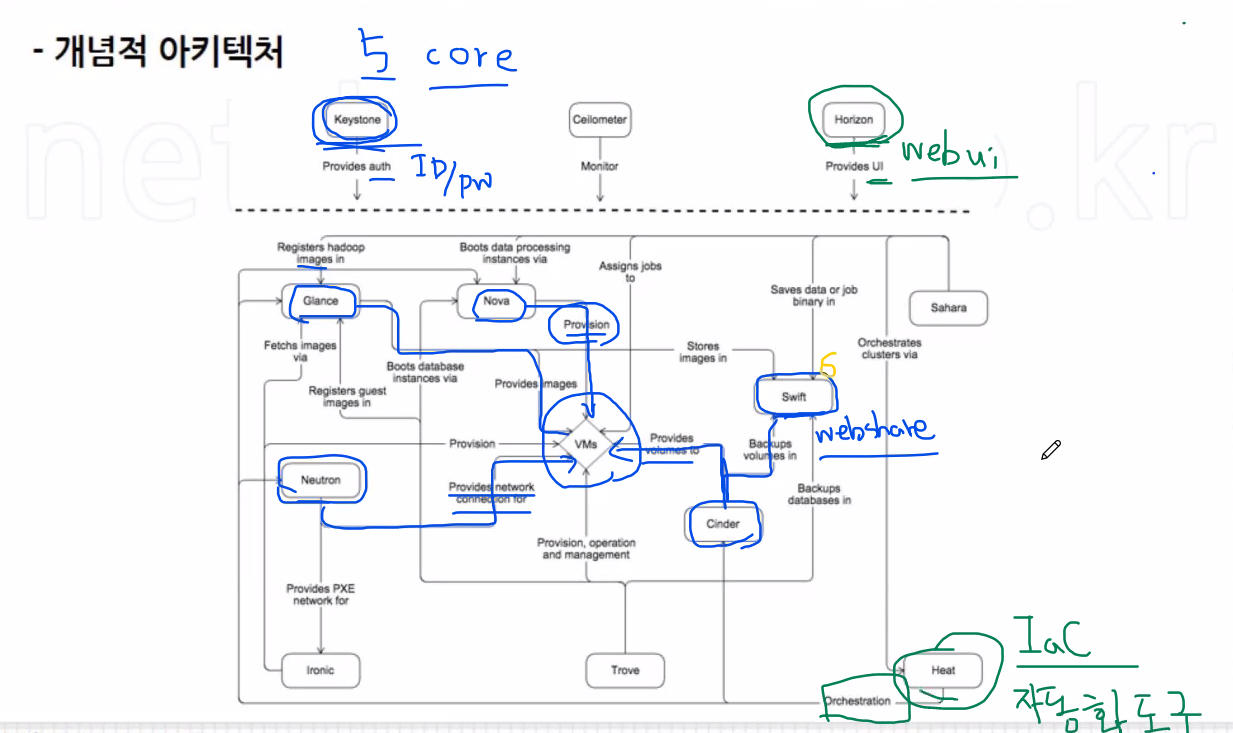 - 개념적 아키텍처
5 core
Keystone
Ceilometer
Horizon
Provides auth
ID/pw
Monitor
Provides UI
webui
Registers hadoop
images in
Boots data processing
instances via
Assigns jobs
to
Saves data or job
binary in
Glance
Nova
Sahara
Provision
Fetchs images
via
Boots database
instances via
Stores
images in
Orchestrates
clusters via
Registers guest
images in
Provides images
5
Swift
webshare
Provision
VMs
Provides
volumes to
Backups
volumes in
Neutron
Provides network
connection for
Backups
databases in
Cinder
Provision, operation
and management
Provides PXE
network for
Ironic
Trove
Heat
IaC
Orchestration
자동화 도구